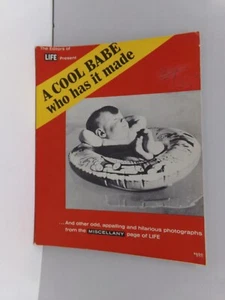 The Editors of
LIFE Present
A COOL BABE
who has it made
...And other odd, appalling and hilarious photographs
from the MISCELLANY page of LIFE